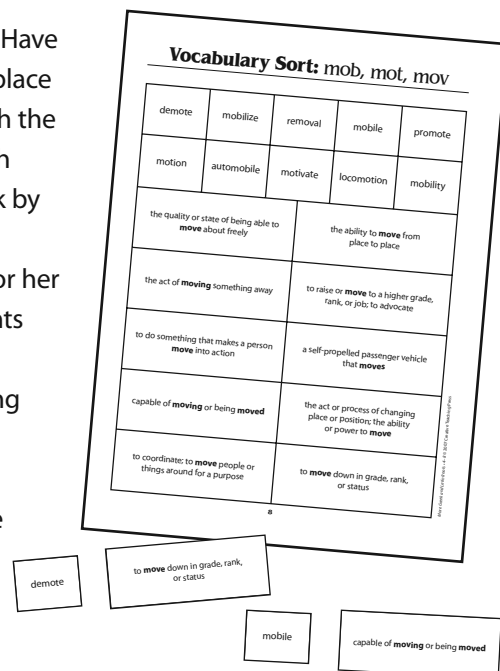 Have
place
h the
n
k by
or her
nts
ng
e
Vocabulary Sort: mob, mot, mov
demote
mobilize
removal
mobile
promote
motion
automobile
motivate
locomotion
mobility
the quality or state of being able to
move about freely
the ability to move from
place to place
the act of moving something away
to raise or move to a higher grade,
rank, or job; to advocate
to do something that makes a person
move into action
a self-propelled passenger vehicle
that moves
capable of moving or being moved
the act or process of changing
place or position; the ability
or power to move
to coordinate; to move people or
things around for a purpose
to move down in grade, rank,
or status
8
demote
to move down in grade, rank,
or status
mobile
capable of moving or being moved